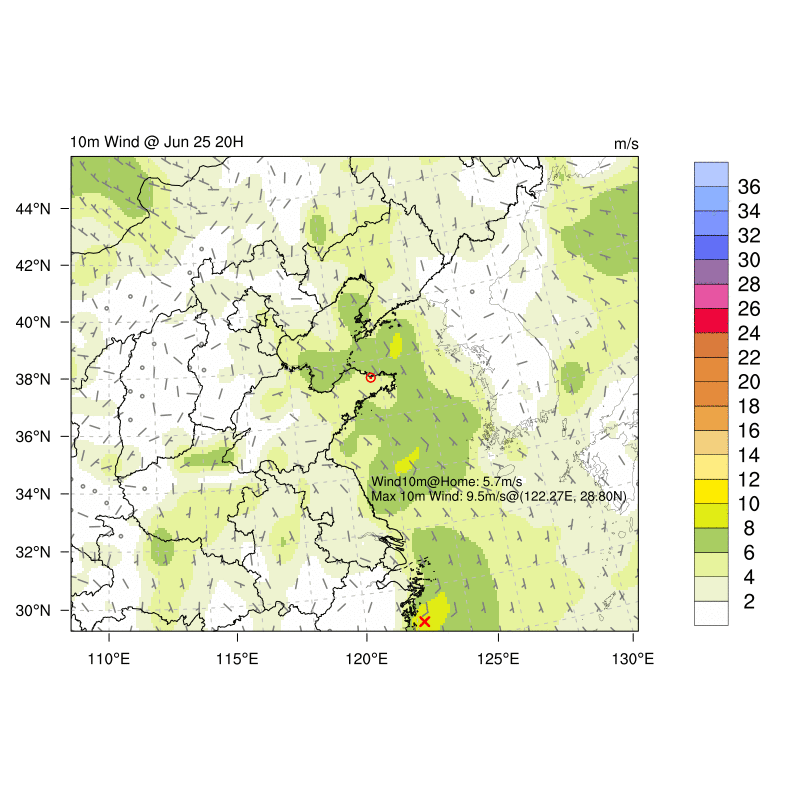 10m Wind @ Jun 25 20H
m/s
44°N
42°N
40°N
38°N
36°N
34°N
32°N
30°N
110°E
115°E
120°E
125°E
130°E
Wind10m@Home: 5.7m/s
Max 10m Wind: 9.5m/s@(122.27E, 28.80N)
36
34
32
30
28
26
24
22
20
18
16
14
12
10
8
6
4
2